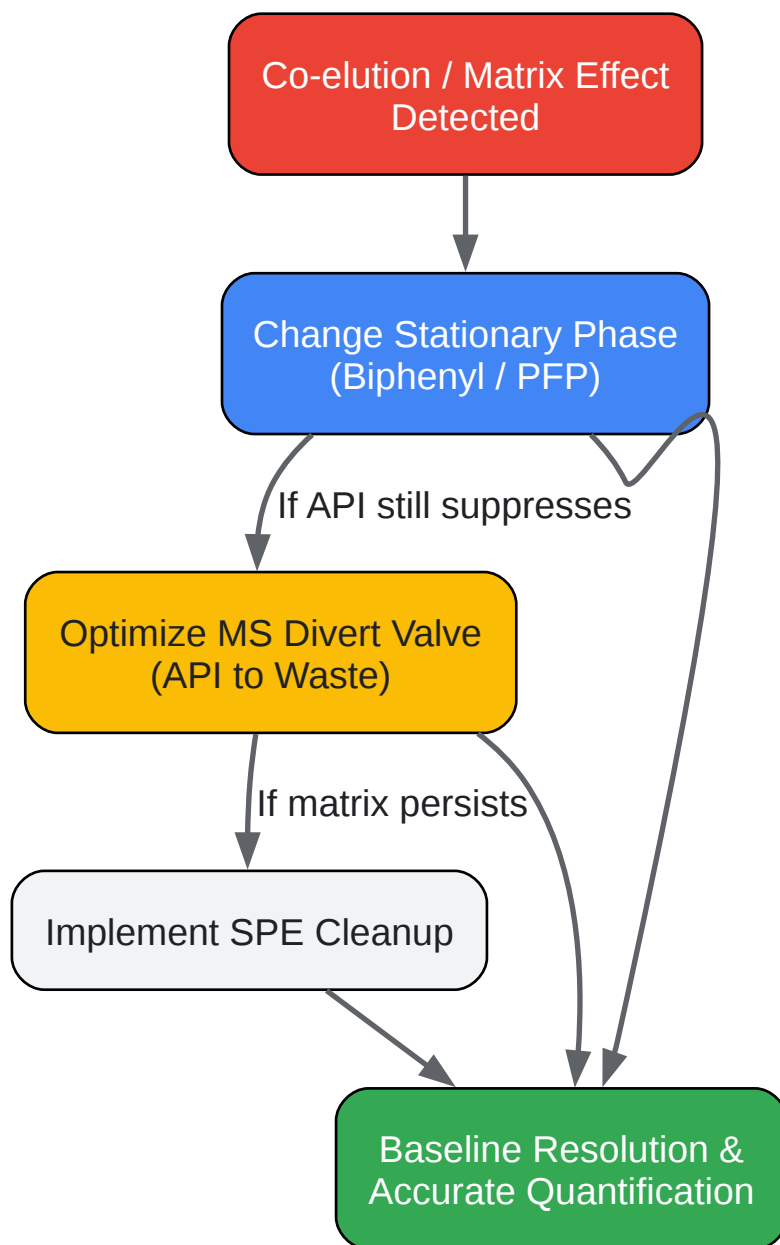 Co-elution / Matrix Effect
Detected
Change Stationary Phase
(Biphenyl / PFP)
If API still suppresses
Optimize MS Divert Valve
(API to Waste)
If matrix persists
Implement SPE Cleanup
Baseline Resolution &
Accurate Quantification